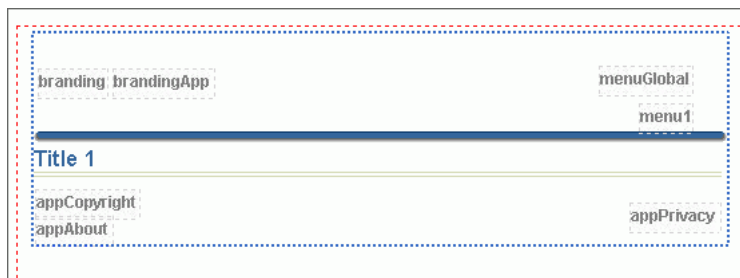 branding brandingApp menuGlobal
menu1
Title 1
appCopyright
appPrivacy
appAbout